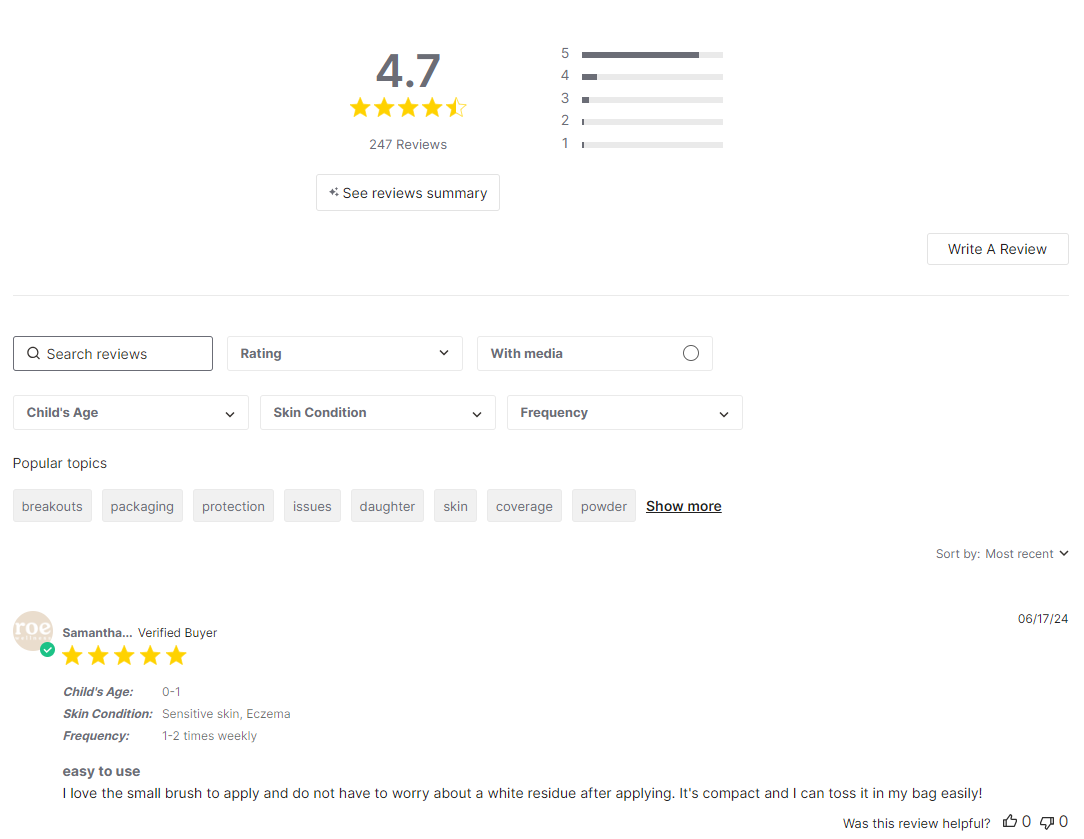 4.7
247 Reviews
See reviews summary
5
4
3
2
1
Write A Review
Search reviews
Rating
With media
Child's Age
Skin Condition
Frequency
Popular topics
breakouts packaging protection issues daughter skin coverage powder Show more
Sort by: Most recent
roe
Samantha... Verified Buyer
06/17/24
Child's Age: 0-1
Skin Condition: Sensitive skin, Eczema
Frequency: 1-2 times weekly
easy to use
I love the small brush to apply and do not have to worry about a white residue after applying. It's compact and I can toss it in my bag easily!
Was this review helpful? 0 0